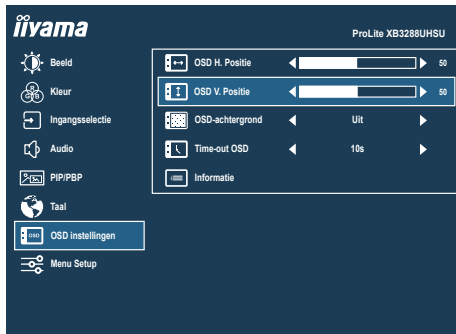 iiyama
ProLite XB3288UHSU
Beeld
Kleur
Ingangsselectie
Audio
PIP/PBP
Taal
OSD
OSD instellingen
Menu Setup
OSD H. Positie 50
OSD V. Positie 50
OSD-achtergrond Uit
Time-out OSD 10s
Informatie